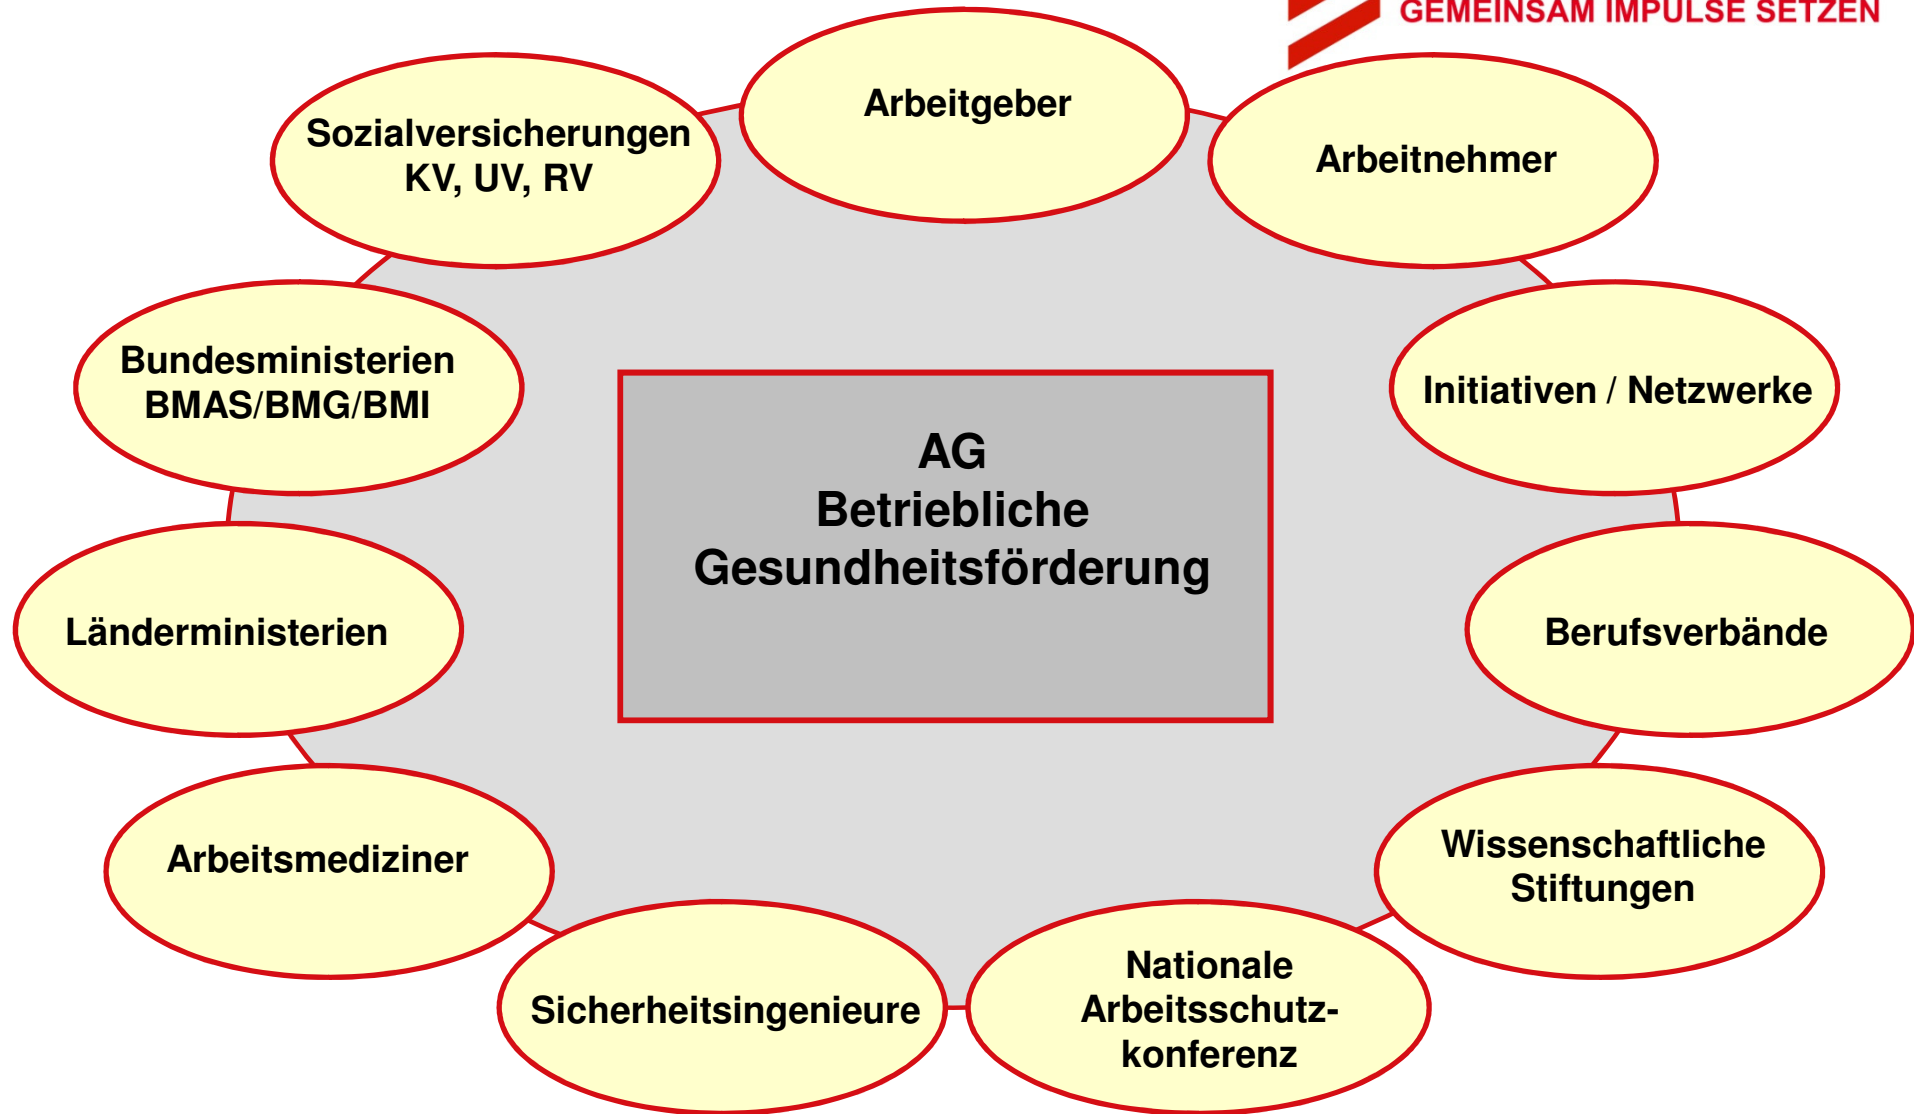 GEMEINSAM IMPULSE SETZEN
Arbeitgeber
Sozialversicherungen
KV, UV, RV
Arbeitnehmer
Bundesministerien
BMAS/BMG/BMI
Initiativen / Netzwerke
AG
Betriebliche
Gesundheitsförderung
Länderministerien
Berufsverbände
Arbeitsmediziner
Wissenschaftliche
Stiftungen
Sicherheitsingenieure
Nationale
Arbeitsschutz-
konferenz